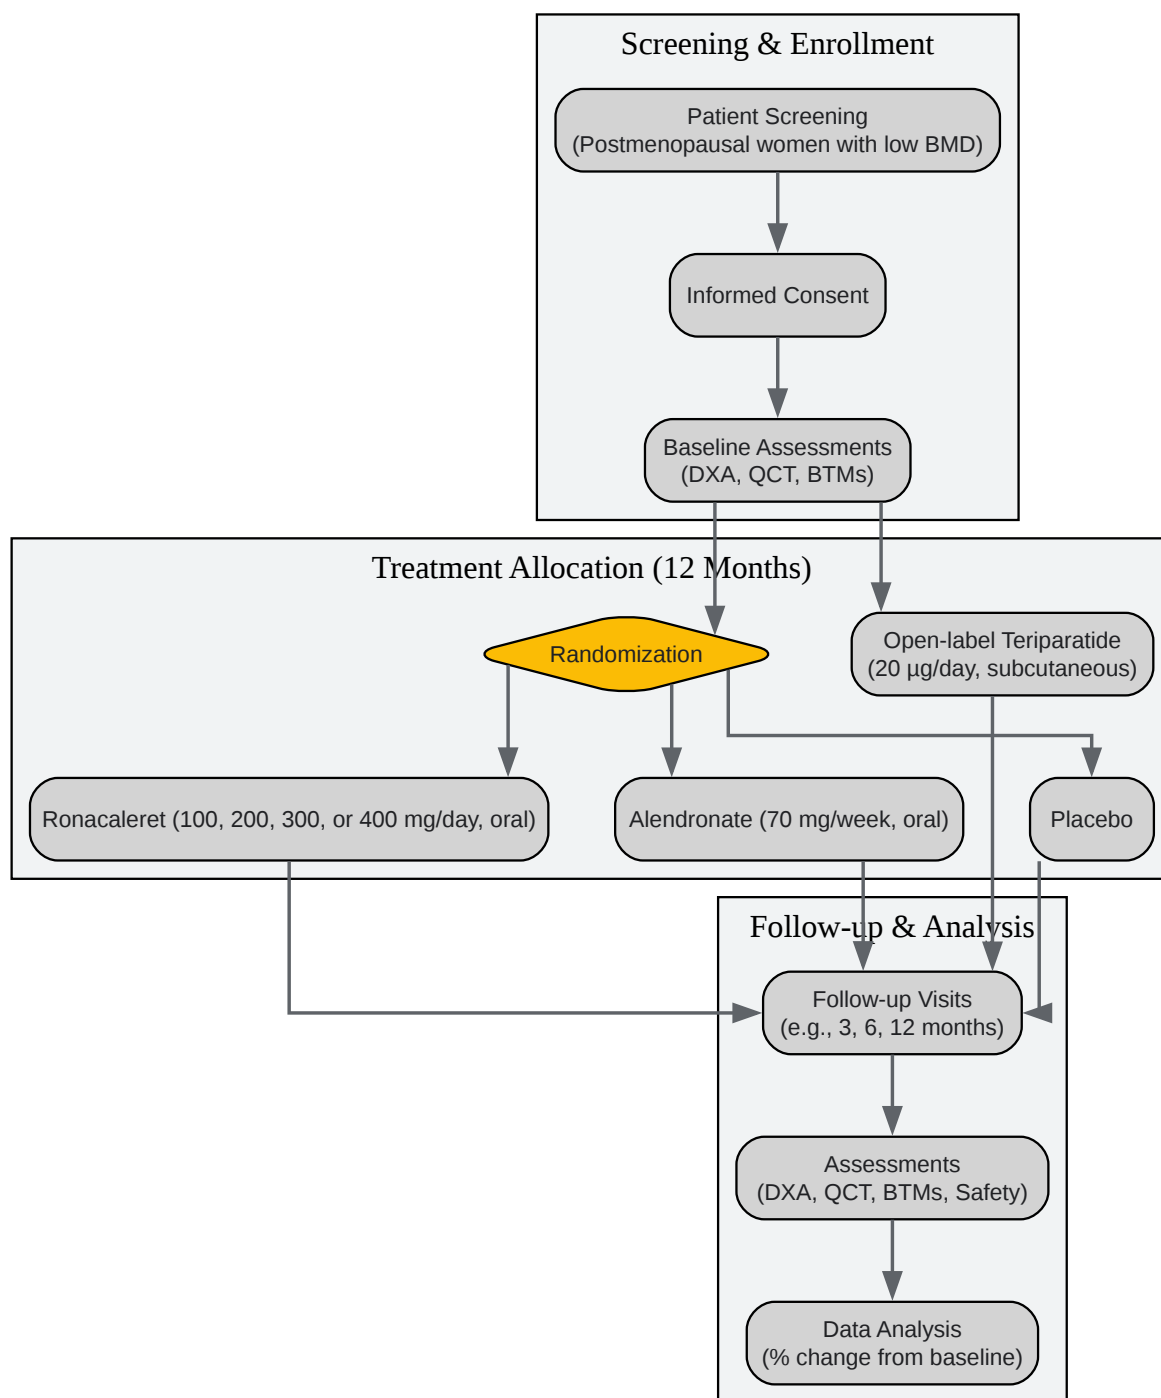 Screening & Enrollment
Patient Screening
(Postmenopausal women with low BMD)
Informed Consent
Baseline Assessments
(DXA, QCT, BTMs)
Treatment Allocation (12 Months)
Randomization
Open-label Teriparatide
(20 µg/day, subcutaneous)
Ronacaleret (100, 200, 300, or 400 mg/day, oral)
Alendronate (70 mg/week, oral)
Placebo
Follow-up & Analysis
Follow-up Visits
(e.g., 3, 6, 12 months)
Assessments
(DXA, QCT, BTMs, Safety)
Data Analysis
(% change from baseline)